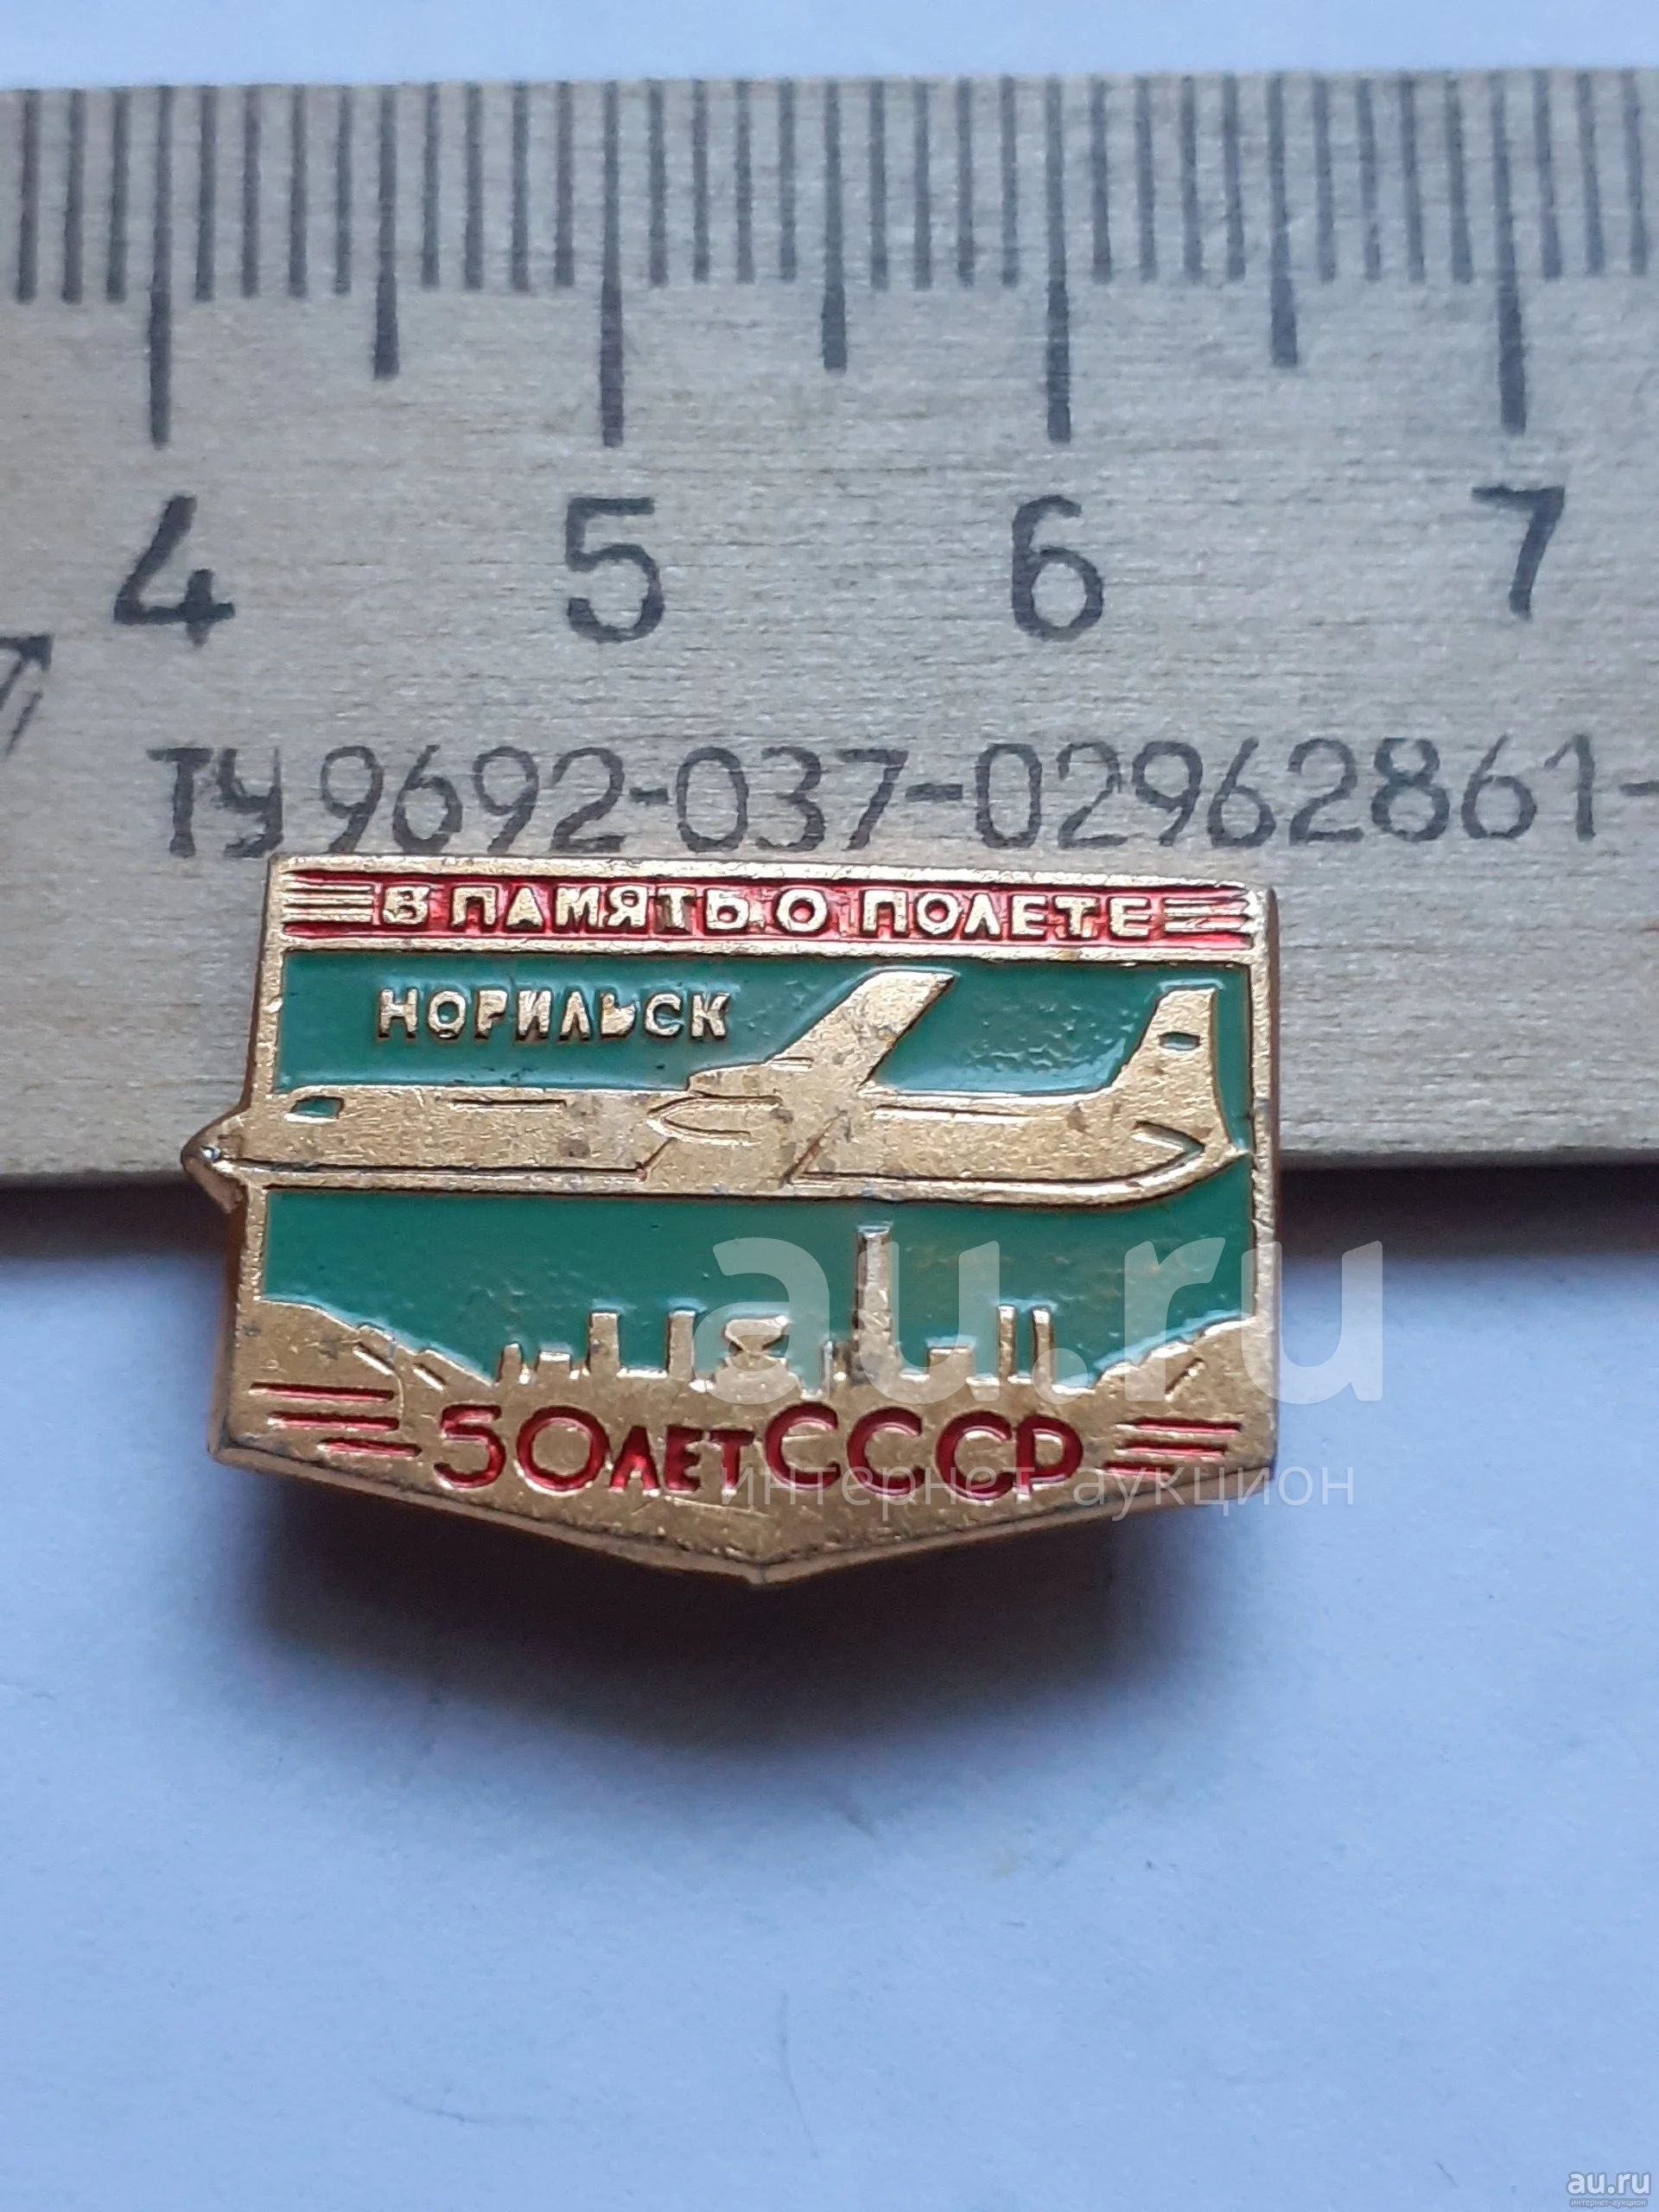 4 5 6 7
ТУ 9692-037-02962861-
В ПАМЯТЬ О ПОЛЕТЕ
НОРИЛЬСК
50 ЛЕТ СССР
au.ru
интернет-аукцион
au.ru
интернет-аукцион